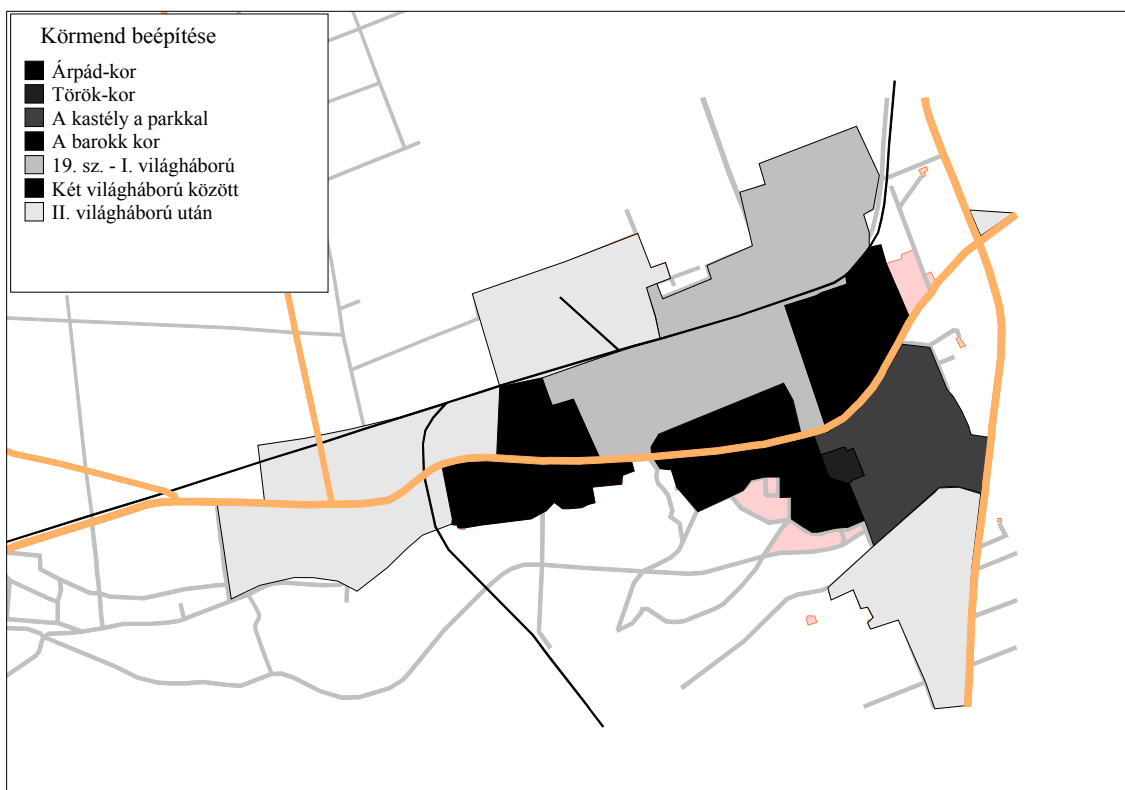 Körmend beépítése
Árpád-kor
Török-kor
A kastély a parkkal
A barokk kor
19. sz. - I. világháború
Két világháború között
II. világháború után